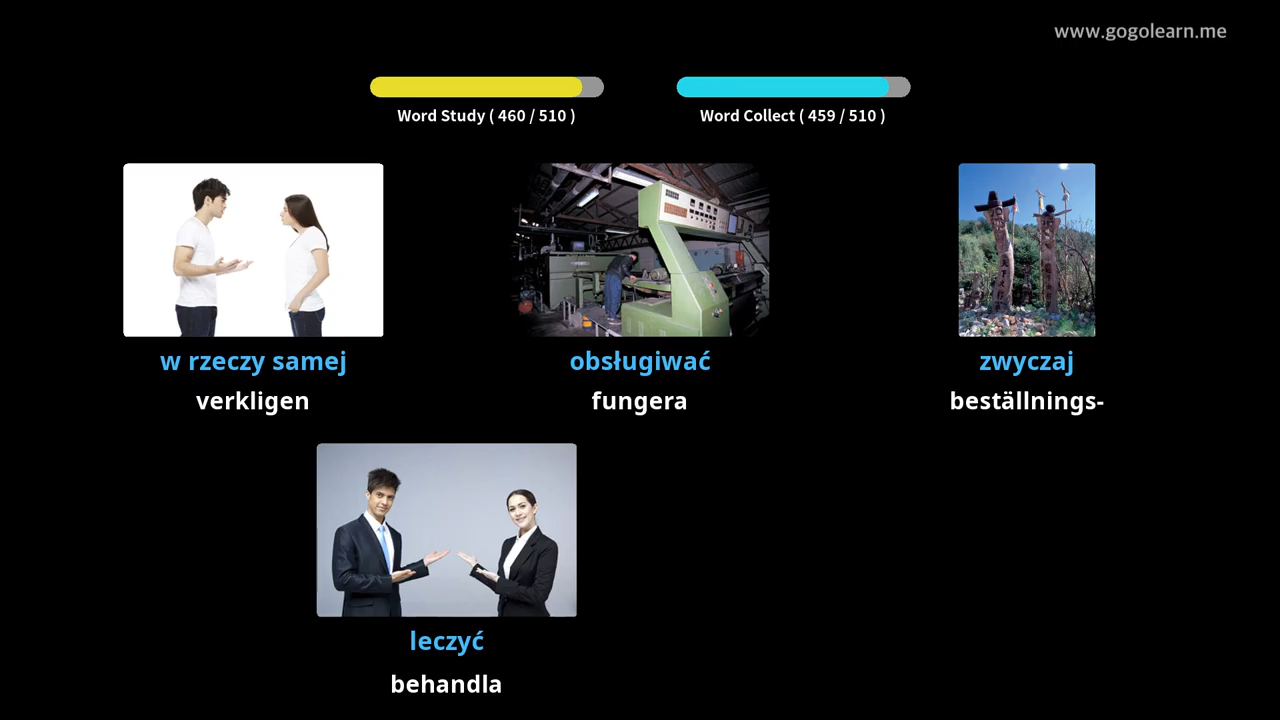 www.gogolearn.me
Word Study ( 460 / 510 )
Word Collect ( 459 / 510 )
w rzeczy samej
verkligen
obsługiwać
fungera
zwyczaj
beställnings-
leczyć
behandla